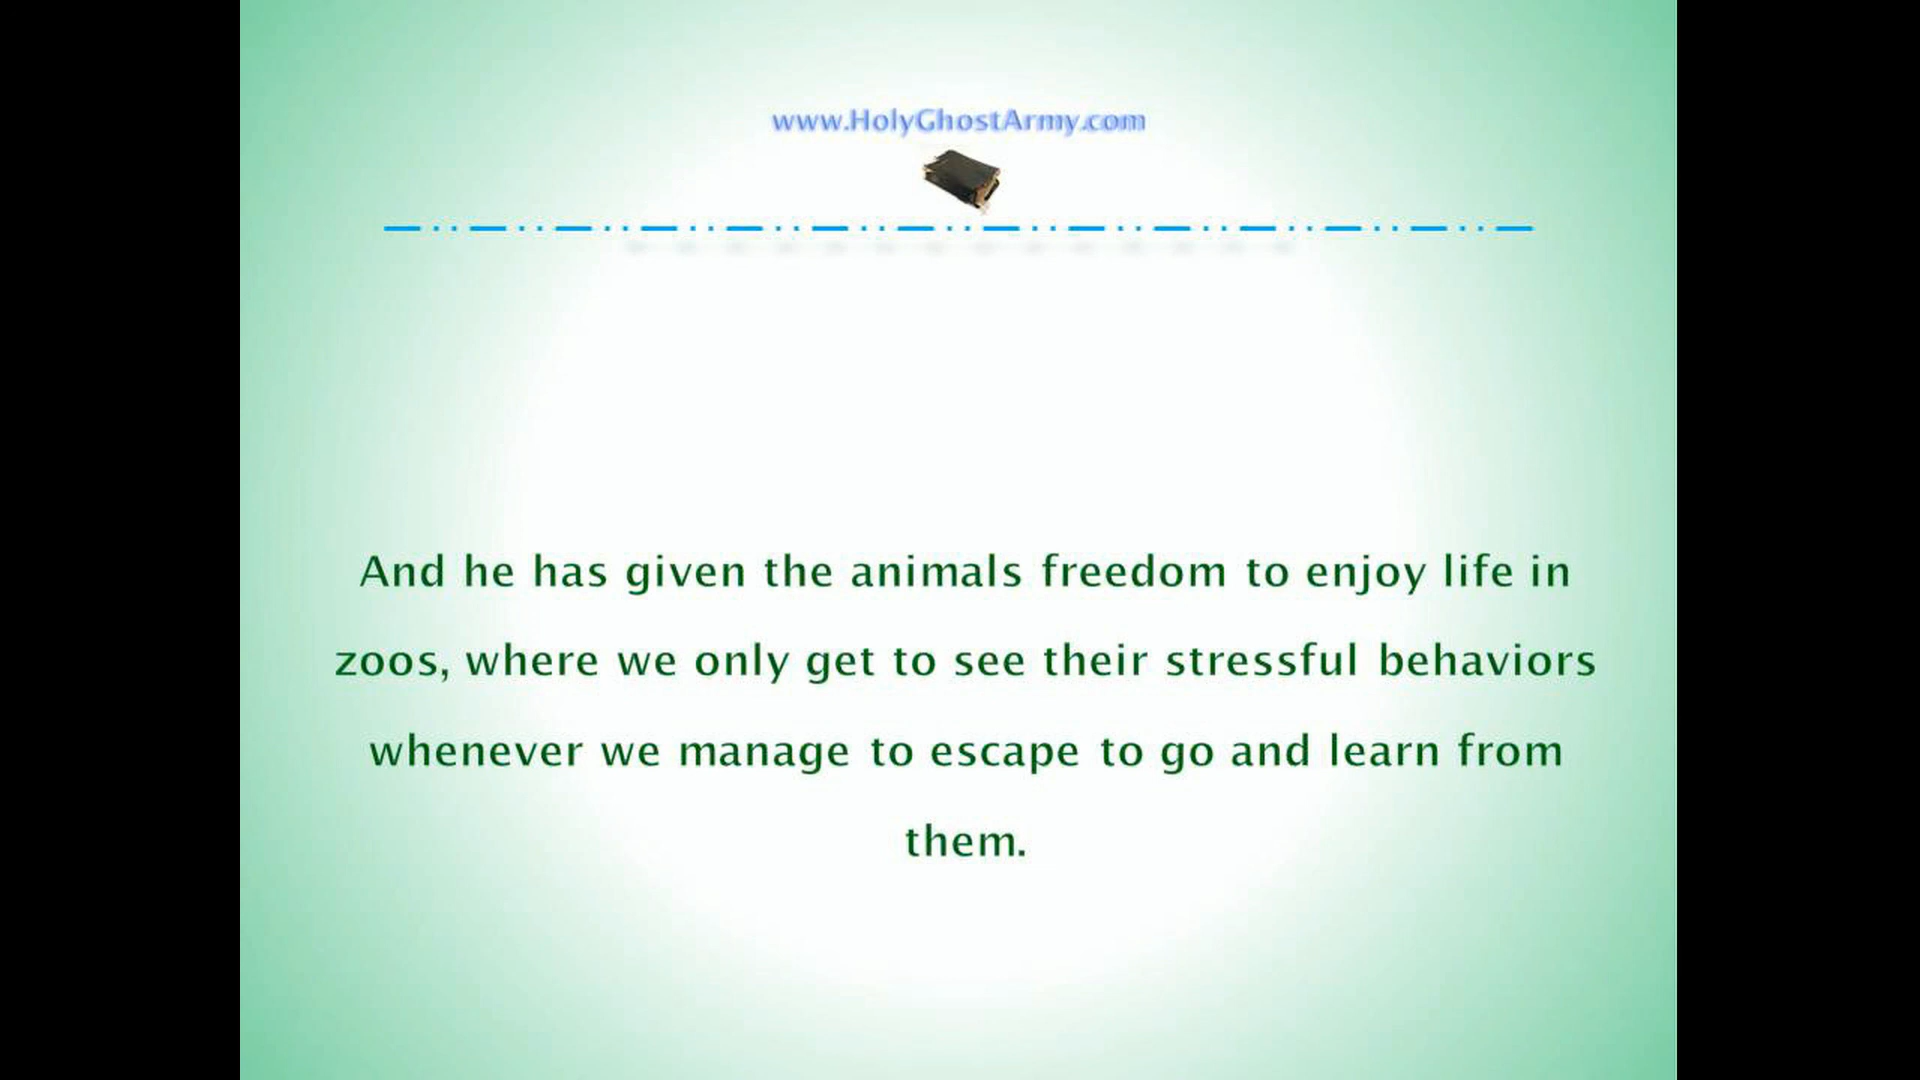 www.HolyGhostArmy.com
And he has given the animals freedom to enjoy life in
zoos, where we only get to see their stressful behaviors
whenever we manage to escape to go and learn from
them.